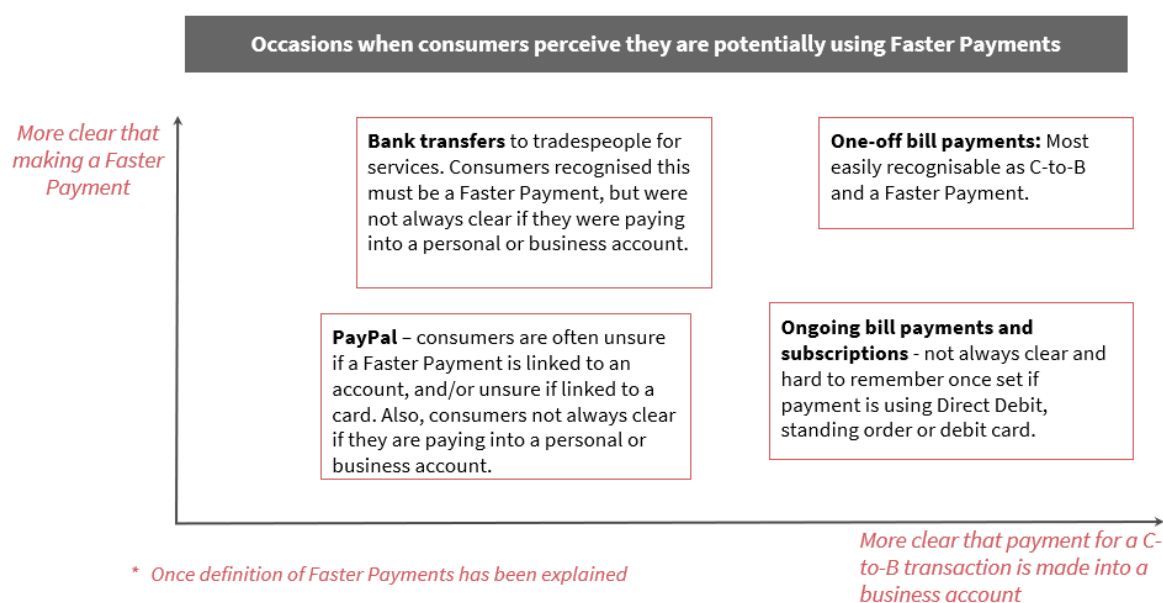 Occasions when consumers perceive they are potentially using Faster Payments
More clear that
making a Faster
Payment
Bank transfers to tradespeople for
services. Consumers recognised this
must be a Faster Payment, but were
not always clear if they were paying
into a personal or business account.
One-off bill payments: Most
easily recognisable as C-to-B
and a Faster Payment.
PayPal – consumers are often unsure
if a Faster Payment is linked to an
account, and/or unsure if linked to a
card. Also, consumers not always clear
if they are paying into a personal or
business account.
Ongoing bill payments and
subscriptions - not always clear and
hard to remember once set if
payment is using Direct Debit,
standing order or debit card.
More clear that payment for a C-
to-B transaction is made into a
business account
* Once definition of Faster Payments has been explained